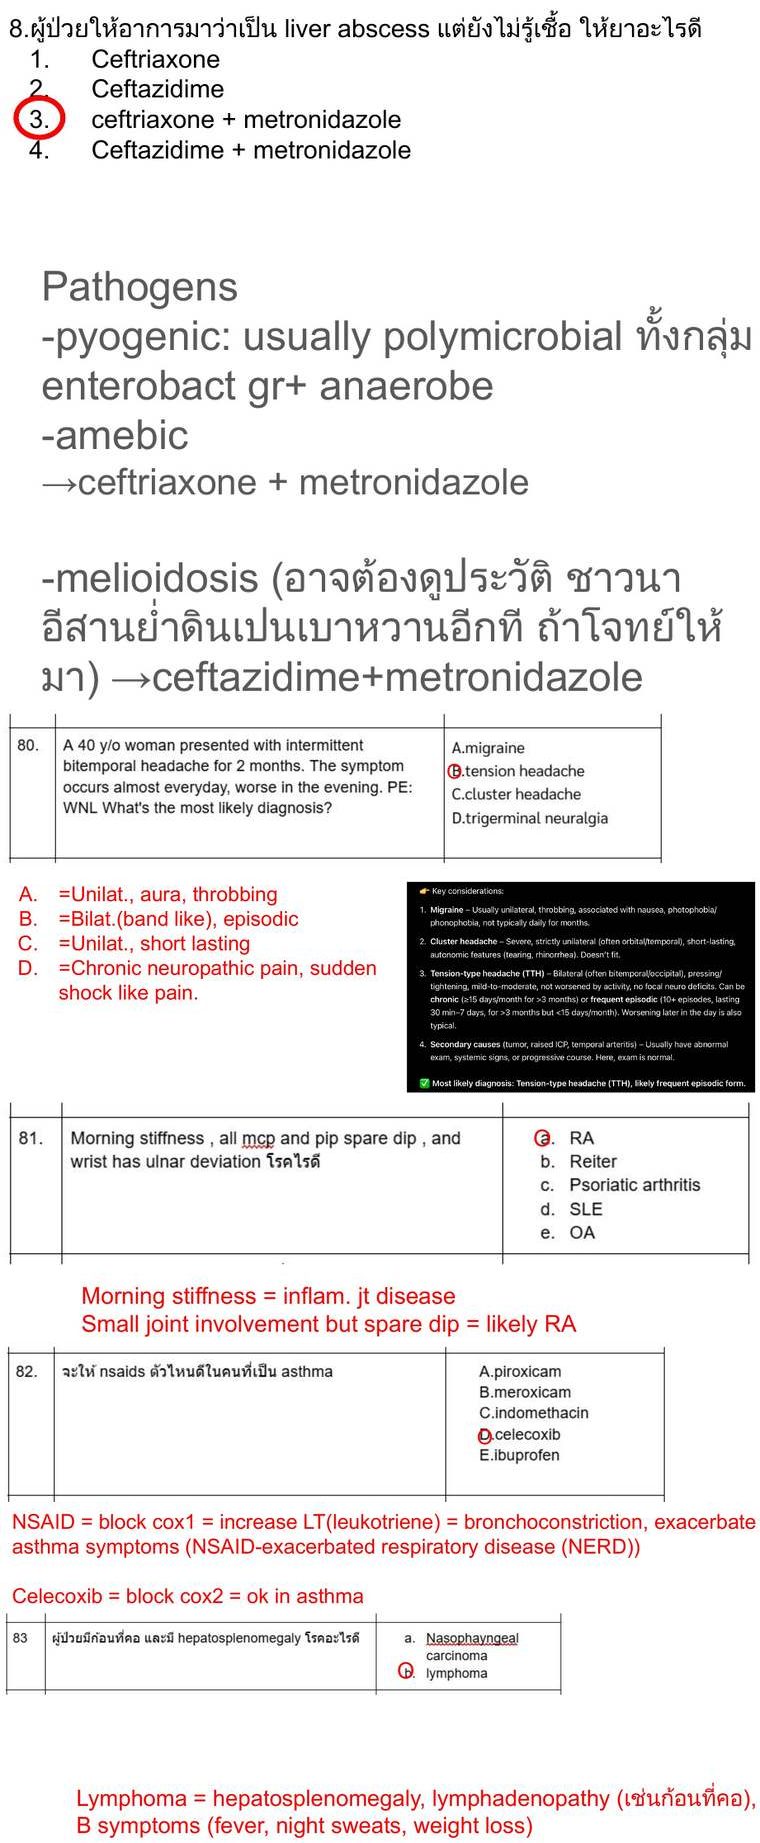 8.ผู้ป่วยให้อาการมาว่าเป็น liver abscess แต่ยังไม่รู้เชื้อ ให้ยาอะไรดี
1. Ceftriaxone
2. Ceftazidime
3. ceftriaxone + metronidazole
4. Ceftazidime + metronidazole
Pathogens
-pyogenic: usually polymicrobial ทั้งกลุ่ม
enterobact gr+ anaerobe
-amebic
→ceftriaxone + metronidazole
-melioidosis (อาจต้องดูประวัติ ชาวนา
อีสานย่ำดินเปนเบาหวานอีกที ถ้าโจทย์ให้
มา) →ceftazidime+metronidazole
80. A 40 y/o woman presented with intermittent
bitemporal headache for 2 months. The symptom
occurs almost everyday, worse in the evening. PE:
WNL What's the most likely diagnosis?
A.migraine
B.tension headache
C.cluster headache
D.trigerminal neuralgia
A. =Unilat., aura, throbbing
B. =Bilat.(band like), episodic
C. =Unilat., short lasting
D. =Chronic neuropathic pain, sudden
shock like pain.
👉 Key considerations:
1. Migraine – Usually unilateral, throbbing, associated with nausea, photophobia/
phonophobia, not typically daily for months.
2. Cluster headache – Severe, strictly unilateral (often orbital/temporal), short-lasting,
autonomic features (tearing, rhinorrhea). Doesn't fit.
3. Tension-type headache (TTH) – Bilateral (often bitemporal/occipital), pressing/
tightening, mild-to-moderate, not worsened by activity, no focal neuro deficits. Can be
chronic (≥15 days/month for >3 months) or frequent episodic (10+ episodes, lasting
30 min–7 days, for >3 months but <15 days/month). Worsening later in the day is also
typical.
4. Secondary causes (tumor, raised ICP, temporal arteritis) – Usually have abnormal
exam, systemic signs, or progressive course. Here, exam is normal.
✅ Most likely diagnosis: Tension-type headache (TTH), likely frequent episodic form.
81. Morning stiffness , all mcp and pip spare dip , and
wrist has ulnar deviation โรคไรดี
a. RA
b. Reiter
c. Psoriatic arthritis
d. SLE
e. OA
Morning stiffness = inflam. jt disease
Small joint involvement but spare dip = likely RA
82. จะให้ nsaids ตัวไหนดีในคนที่เป็น asthma
A.piroxicam
B.meroxicam
C.indomethacin
D.celecoxib
E.ibuprofen
NSAID = block cox1 = increase LT(leukotriene) = bronchoconstriction, exacerbate
asthma symptoms (NSAID-exacerbated respiratory disease (NERD))
Celecoxib = block cox2 = ok in asthma
83 ผู้ป่วยมีก้อนที่คอ และมี hepatosplenomegaly โรคอะไรดี
a. Nasophayngeal
carcinoma
b. lymphoma
Lymphoma = hepatosplenomegaly, lymphadenopathy (เช่นก้อนที่คอ),
B symptoms (fever, night sweats, weight loss)